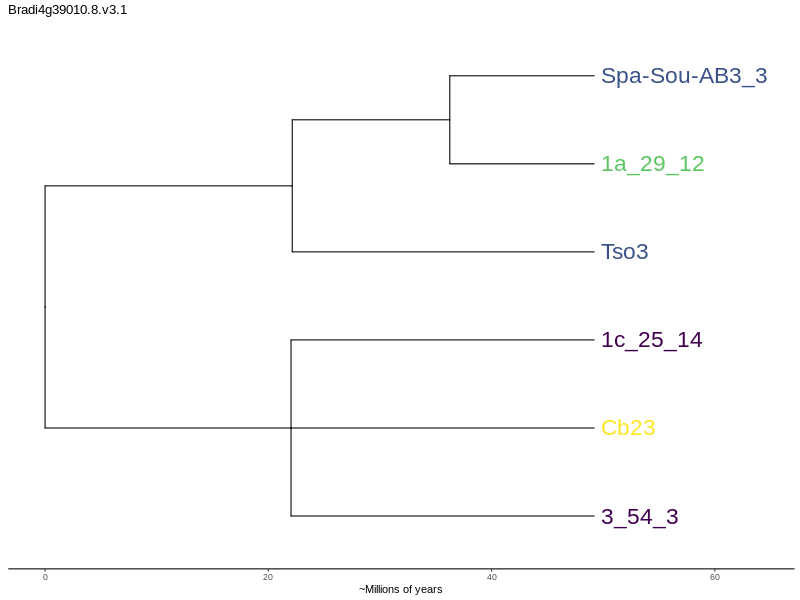 Bradi4g39010.8.v3.1
Spa-Sou-AB3_3
1a_29_12
Tso3
1c_25_14
Cb23
3_54_3
0 20 40 60
~Millions of years